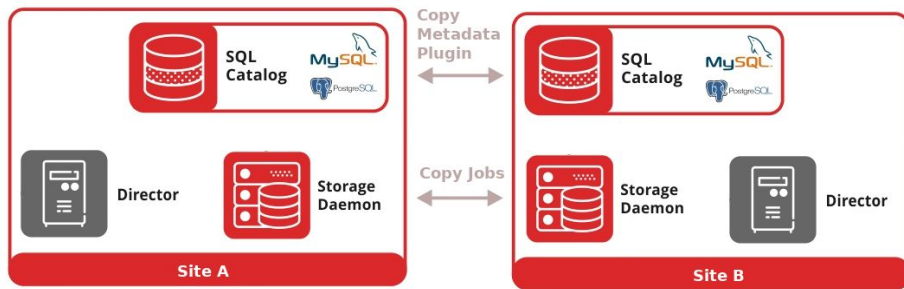 Copy
Metadata
Plugin
SQL
Catalog
MySQL
PostgreSQL
SQL
Catalog
MySQL
PostgreSQL
Director
Storage
Daemon
Copy Jobs
Storage
Daemon
Director
Site A
Site B